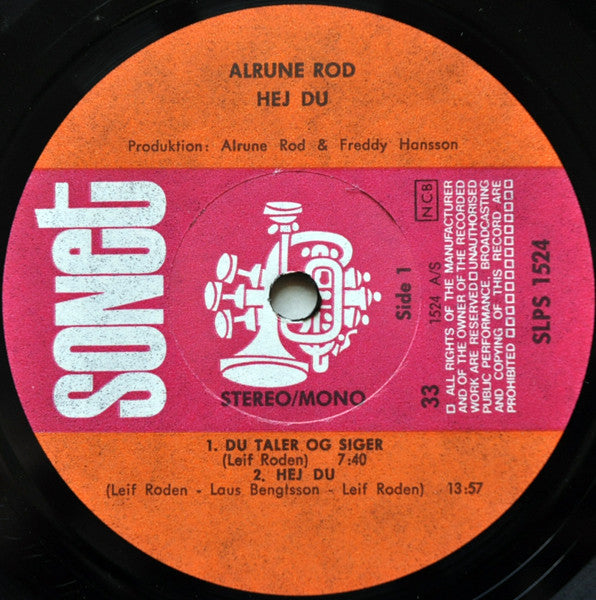 ALRUNE ROD
HEJ DU
Produktion: Alrune Rod & Freddy Hansson
SONET
NCB
Side 1
1524 A/S
33
□ ALL RIGHTS OF THE MANUFACTURER
AND OF THE OWNER OF THE RECORDED
WORK ARE RESERVED□UNAUTHORISED
PUBLIC PERFORMANCE, BROADCASTING
AND COPYING OF THIS RECORD ARE
PROHIBITED □□□□□□□□□□□□□□□
SLPS 1524
STEREO/MONO
1. DU TALER OG SIGER
(Leif Roden) 7:40
2. HEJ DU
(Leif Roden - Laus Bengtsson - Leif Roden) 13:57